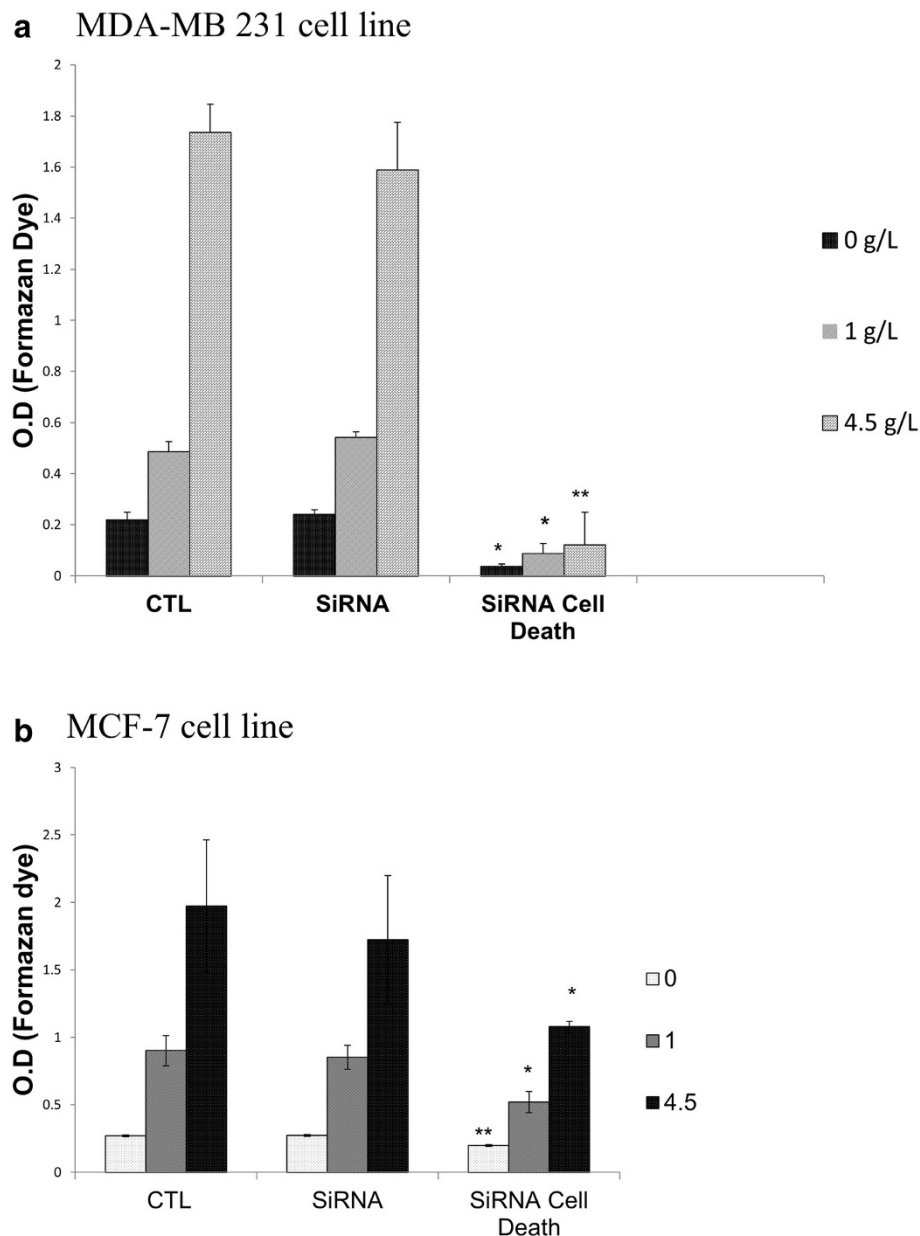 a MDA-MB 231 cell line
2
1.8
1.6
1.4
1.2
1
0.8
0.6
0.4
0.2
0
O.D (Formazan Dye)
* * **
CTL SiRNA SiRNA Cell
Death
0 g/L
1 g/L
4.5 g/L
b MCF-7 cell line
3
2.5
2
1.5
1
0.5
0
O.D (Formazan dye)
** * *
CTL SiRNA SiRNA Cell
Death
0
1
4.5